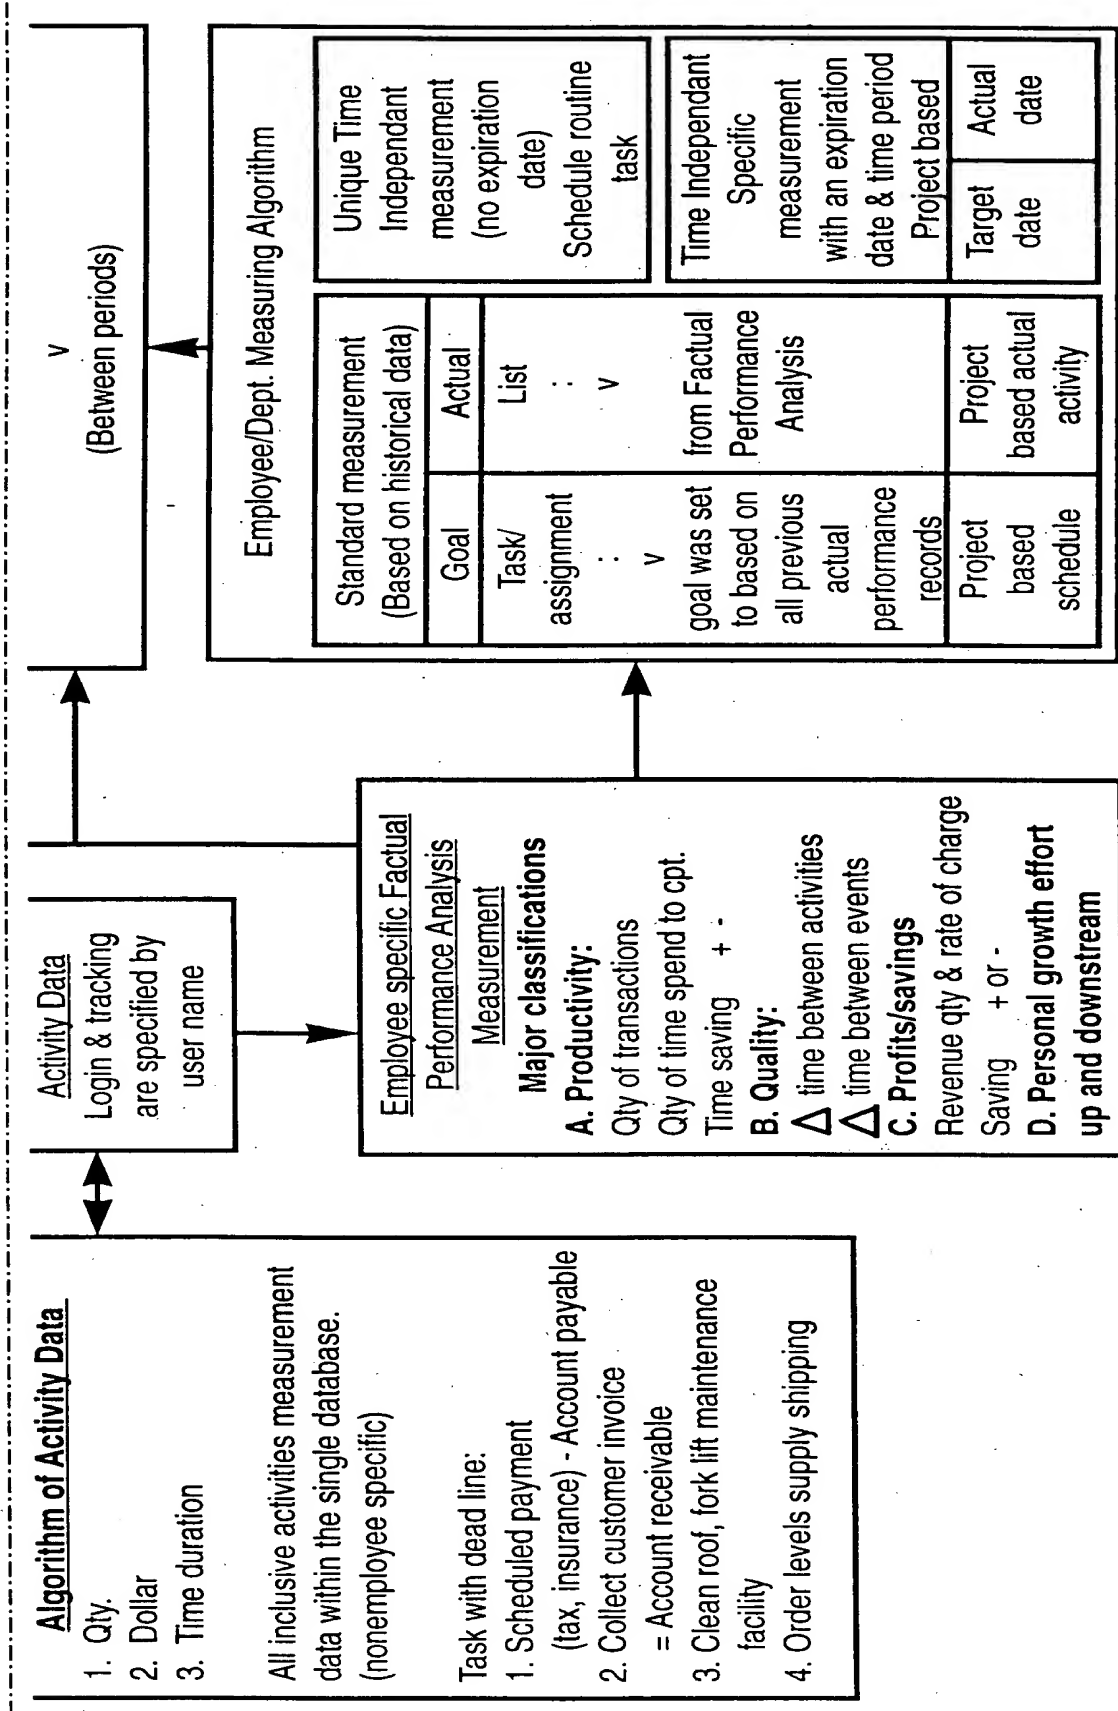 Algorithm of Activity Data
1. Qty.
2. Dollar
3. Time duration
All inclusive activities measurement
data within the single database.
(nonemployee specific)
Task with dead line:
1. Scheduled payment
(tax, insurance) - Account payable
2. Collect customer invoice
= Account receivable
3. Clean roof, fork lift maintenance
facility
4. Order levels supply shipping
Activity Data
Login & tracking
are specified by
user name
Employee specific Factual
Performance Analysis
Measurement
Major classifications
A. Productivity:
Qty of transactions
Qty of time spend to cpt.
Time saving + -
B. Quality:
Δ time between activities
Δ time between events
C. Profits/savings
Revenue qty & rate of charge
Saving + or -
D. Personal growth effort
up and downstream
v
(Between periods)
Employee/Dept. Measuring Algorithm
Standard measurement
(Based on historical data)
Goal
Actual
Task/
assignment
:
v
goal was set
to based on
all previous
actual
performance
records
List
:
v
from Factual
Performance
Analysis
Project
based
schedule
Project
based actual
activity
Unique Time
Independant
measurement
(no expiration
date)
Schedule routine
task
Time Independant
Specific
measurement
with an expiration
date & time period
Project based
Target
date
Actual
date